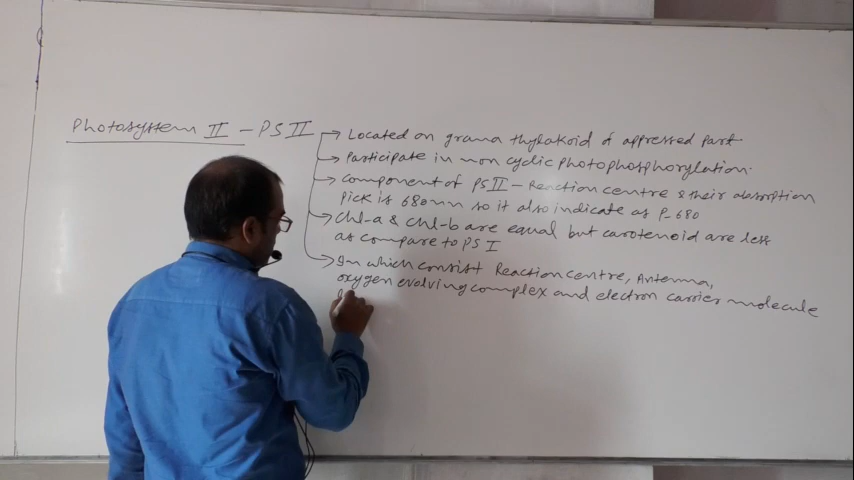 Photosystem II - PS II
Located on grana thylakoid of appressed part
Participate in non cyclic photophosphorylation.
Component of PS II - Reaction centre & their absorption
pick is 680nm so it also indicate as P-680
Chl-a & chl-b are equal but carotenoid are less
as compare to PS I
In which consist Reaction centre, Antenna,
oxygen evolving complex and electron carrier molecule